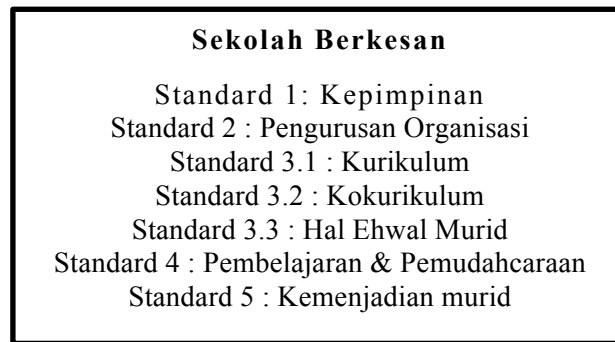 Sekolah Berkesan
Standard 1: Kepimpinan
Standard 2 : Pengurusan Organisasi
Standard 3.1 : Kurikulum
Standard 3.2 : Kokurikulum
Standard 3.3 : Hal Ehwal Murid
Standard 4 : Pembelajaran & Pemudahcaraan
Standard 5 : Kemenjadian murid